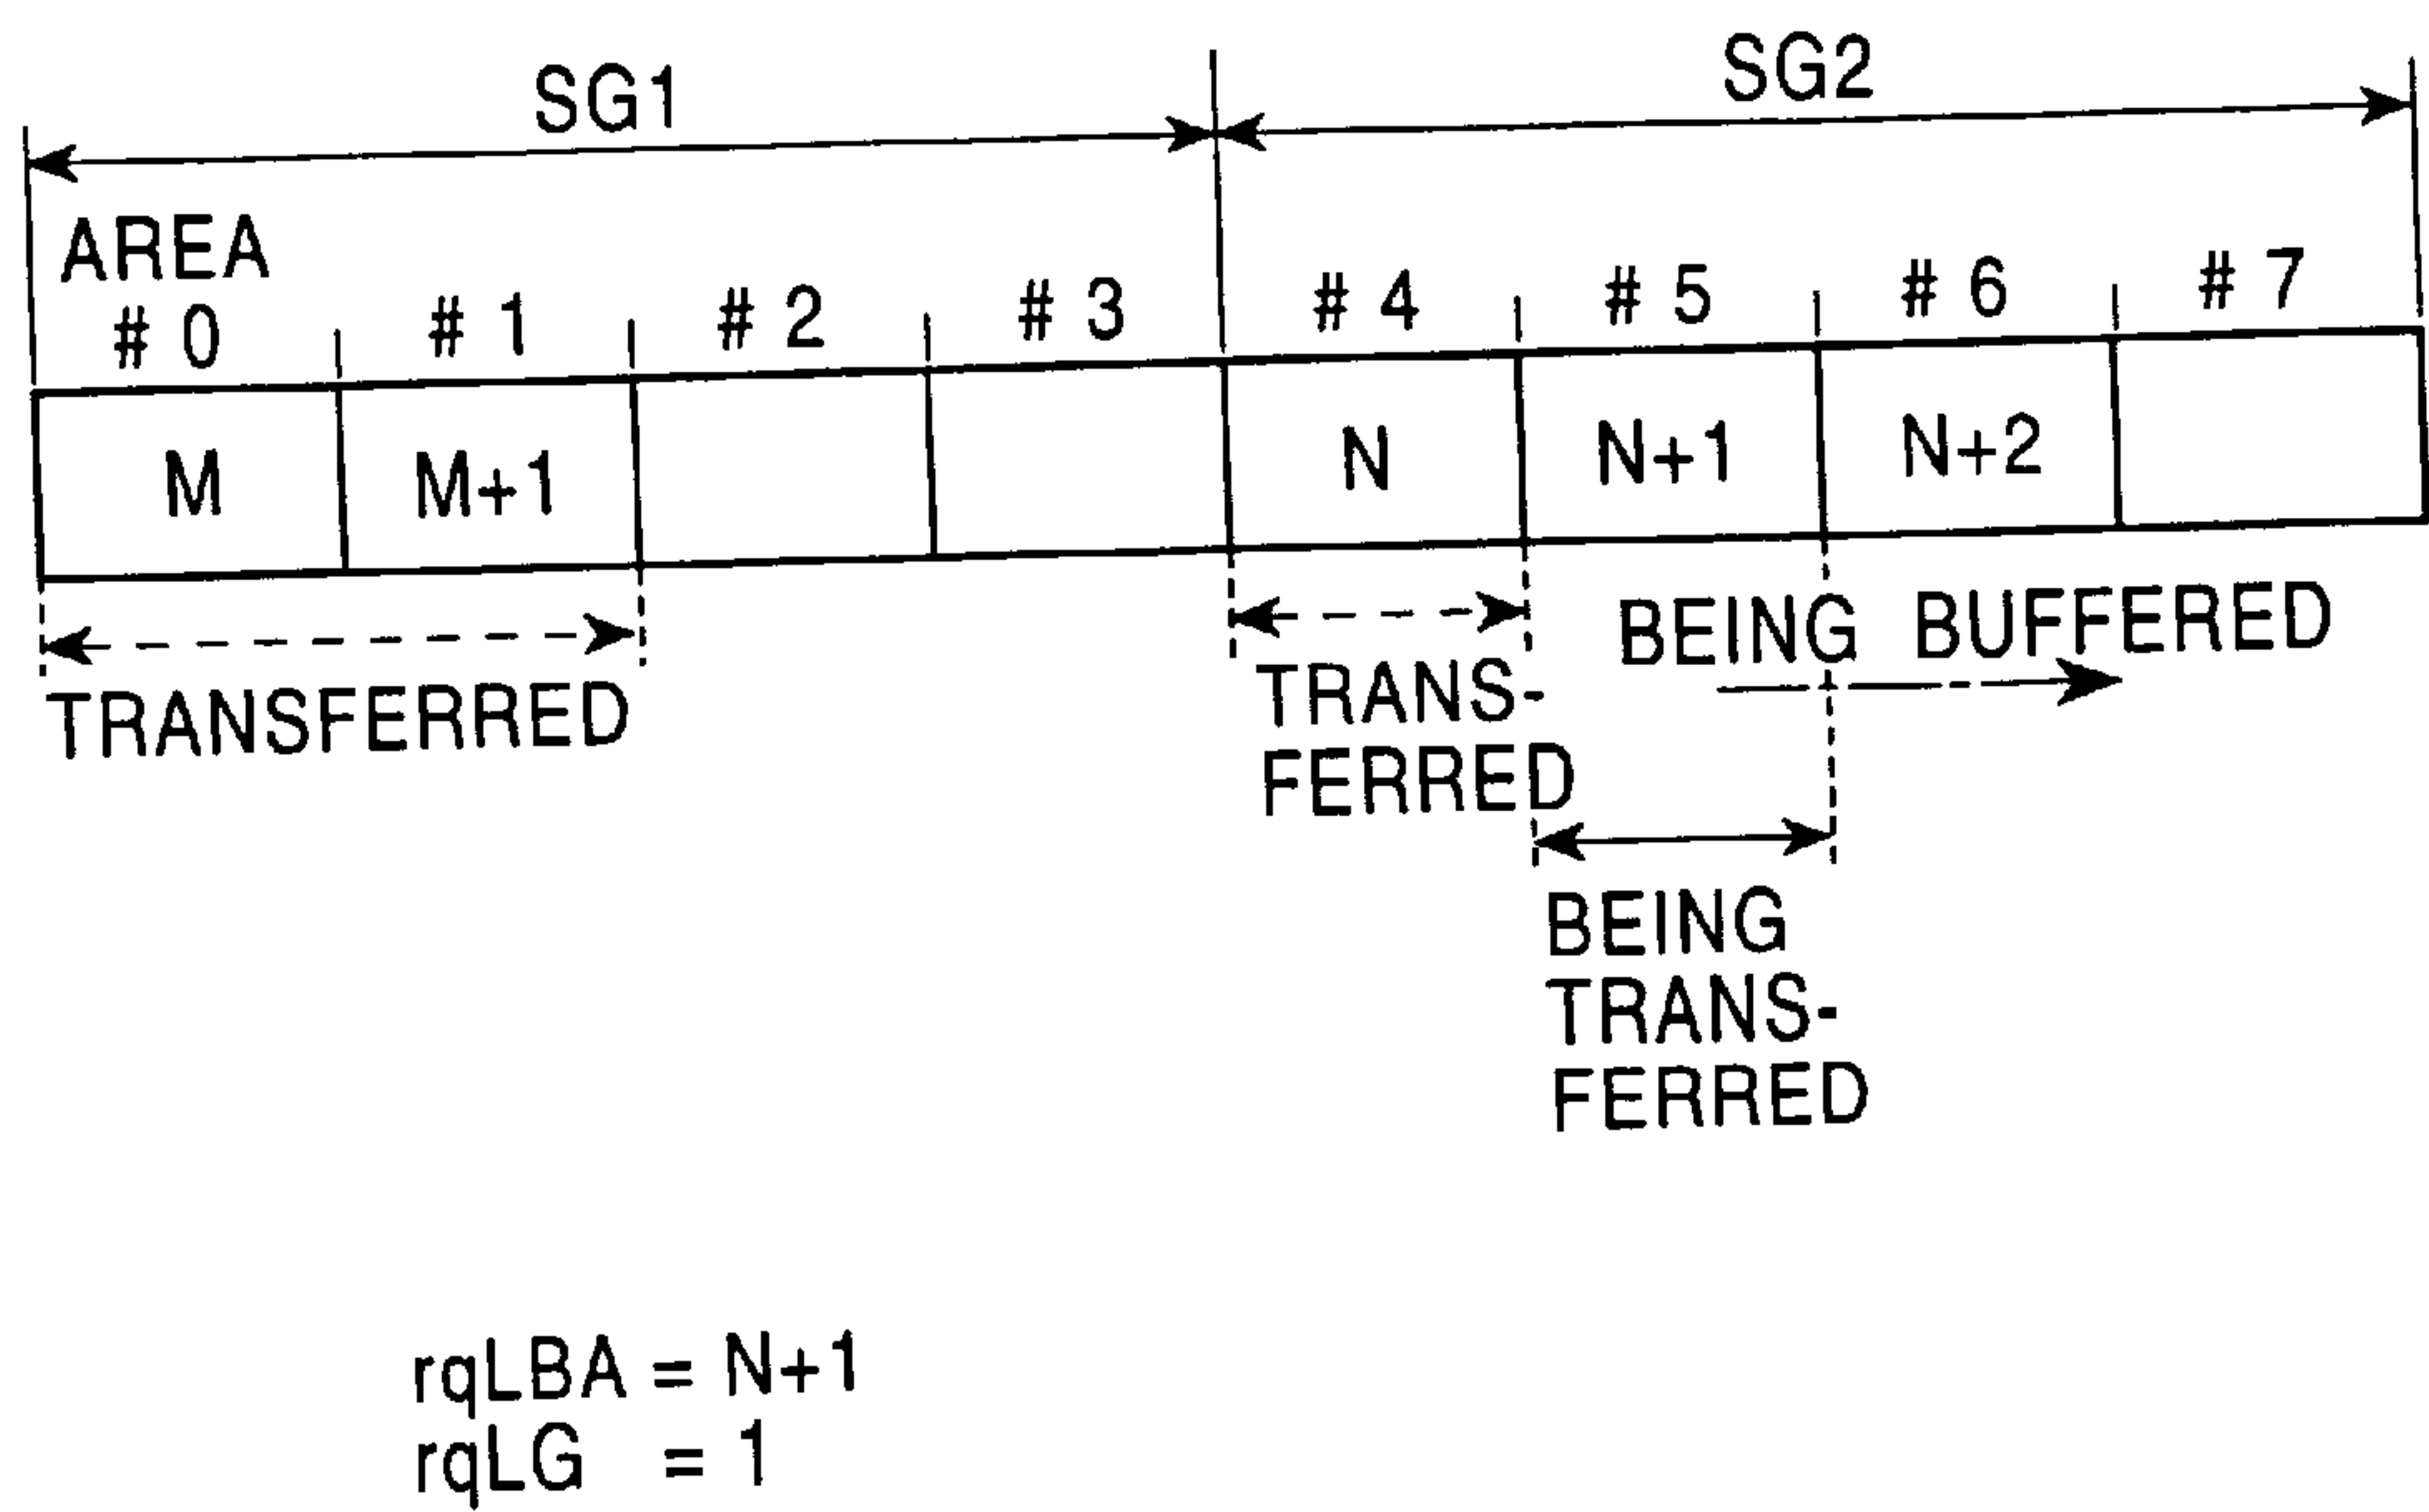 SG1 SG2
AREA
# 0 # 1 # 2 # 3 # 4 # 5 # 6 # 7
M M+1 N N+1 N+2
TRANSFERRED
TRANS-
FERRED
BEING BUFFERED
BEING
TRANS-
FERRED
rqLBA = N+1
rqLG = 1